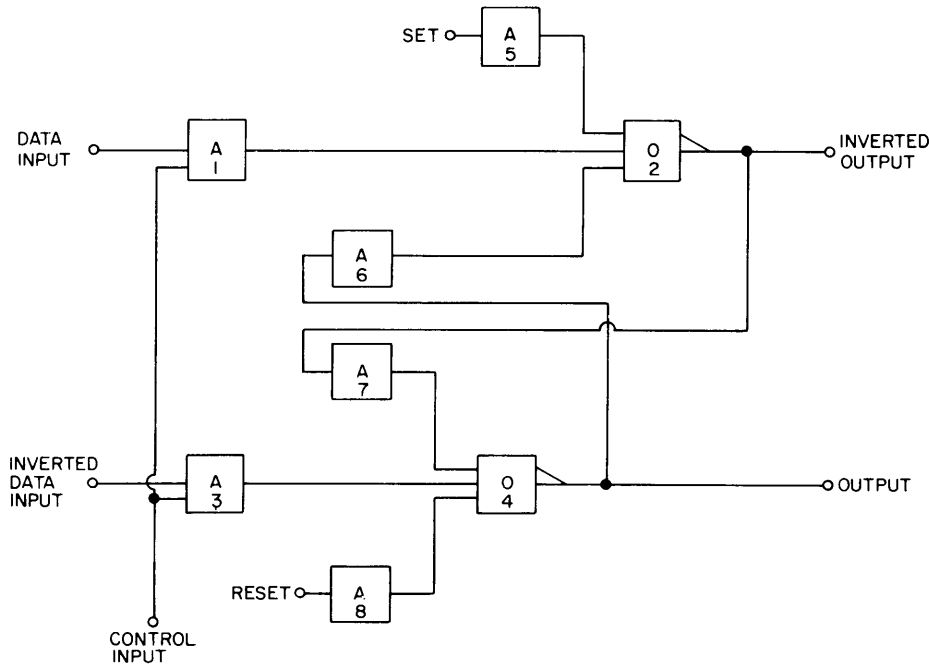 SET
A
5
DATA
INPUT
A
1
O
2
INVERTED
OUTPUT
A
6
A
7
INVERTED
DATA
INPUT
A
3
O
4
OUTPUT
RESET
A
8
CONTROL
INPUT